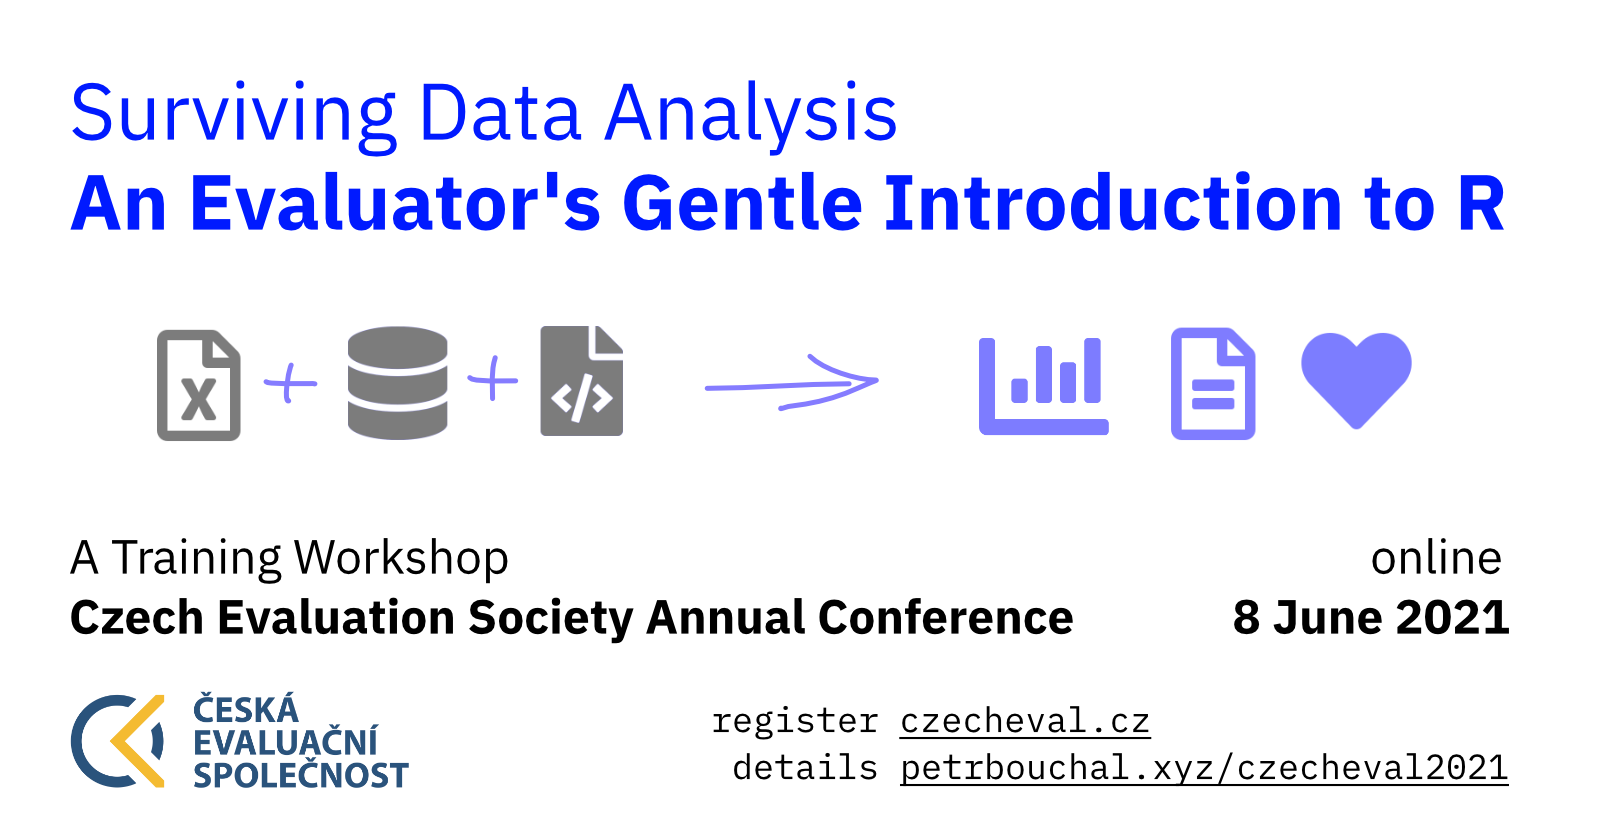 Surviving Data Analysis
An Evaluator's Gentle Introduction to R
X
</>
A Training Workshop
online
Czech Evaluation Society Annual Conference
8 June 2021
ČESKÁ
EVALUAČNÍ
SPOLEČNOST
register czecheval.cz
details petrbouchal.xyz/czecheval2021